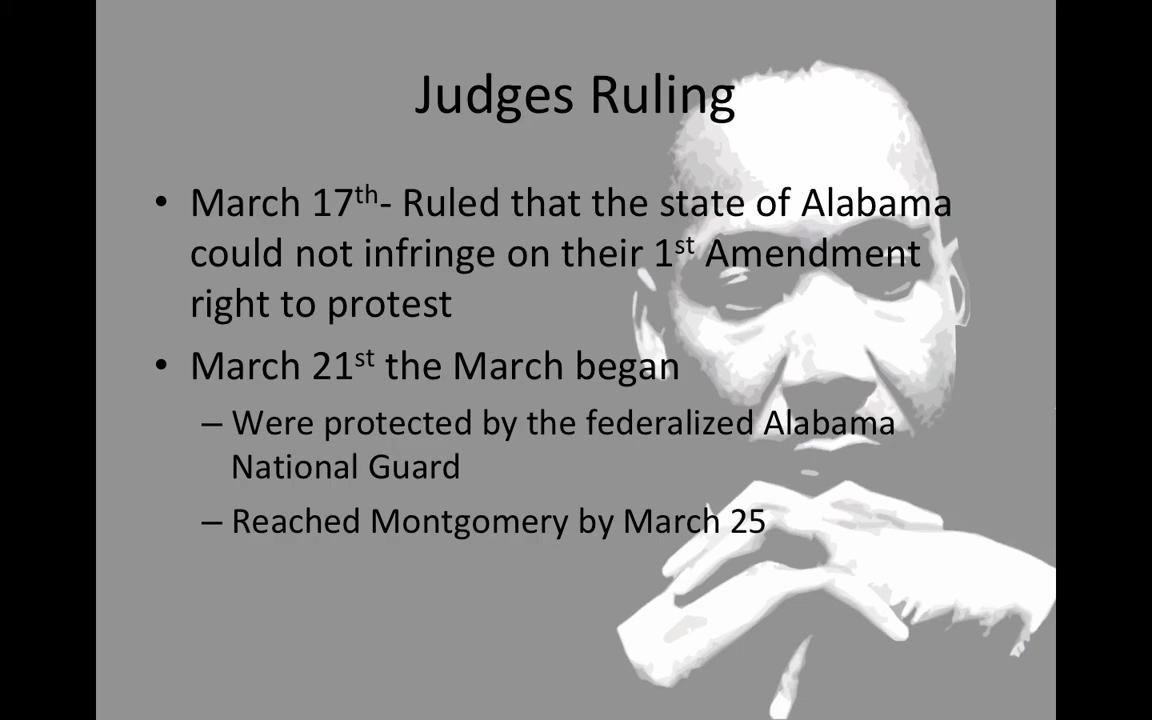 Judges Ruling
• March 17th- Ruled that the state of Alabama
could not infringe on their 1st Amendment
right to protest
• March 21st the March began
– Were protected by the federalized Alabama
National Guard
– Reached Montgomery by March 25